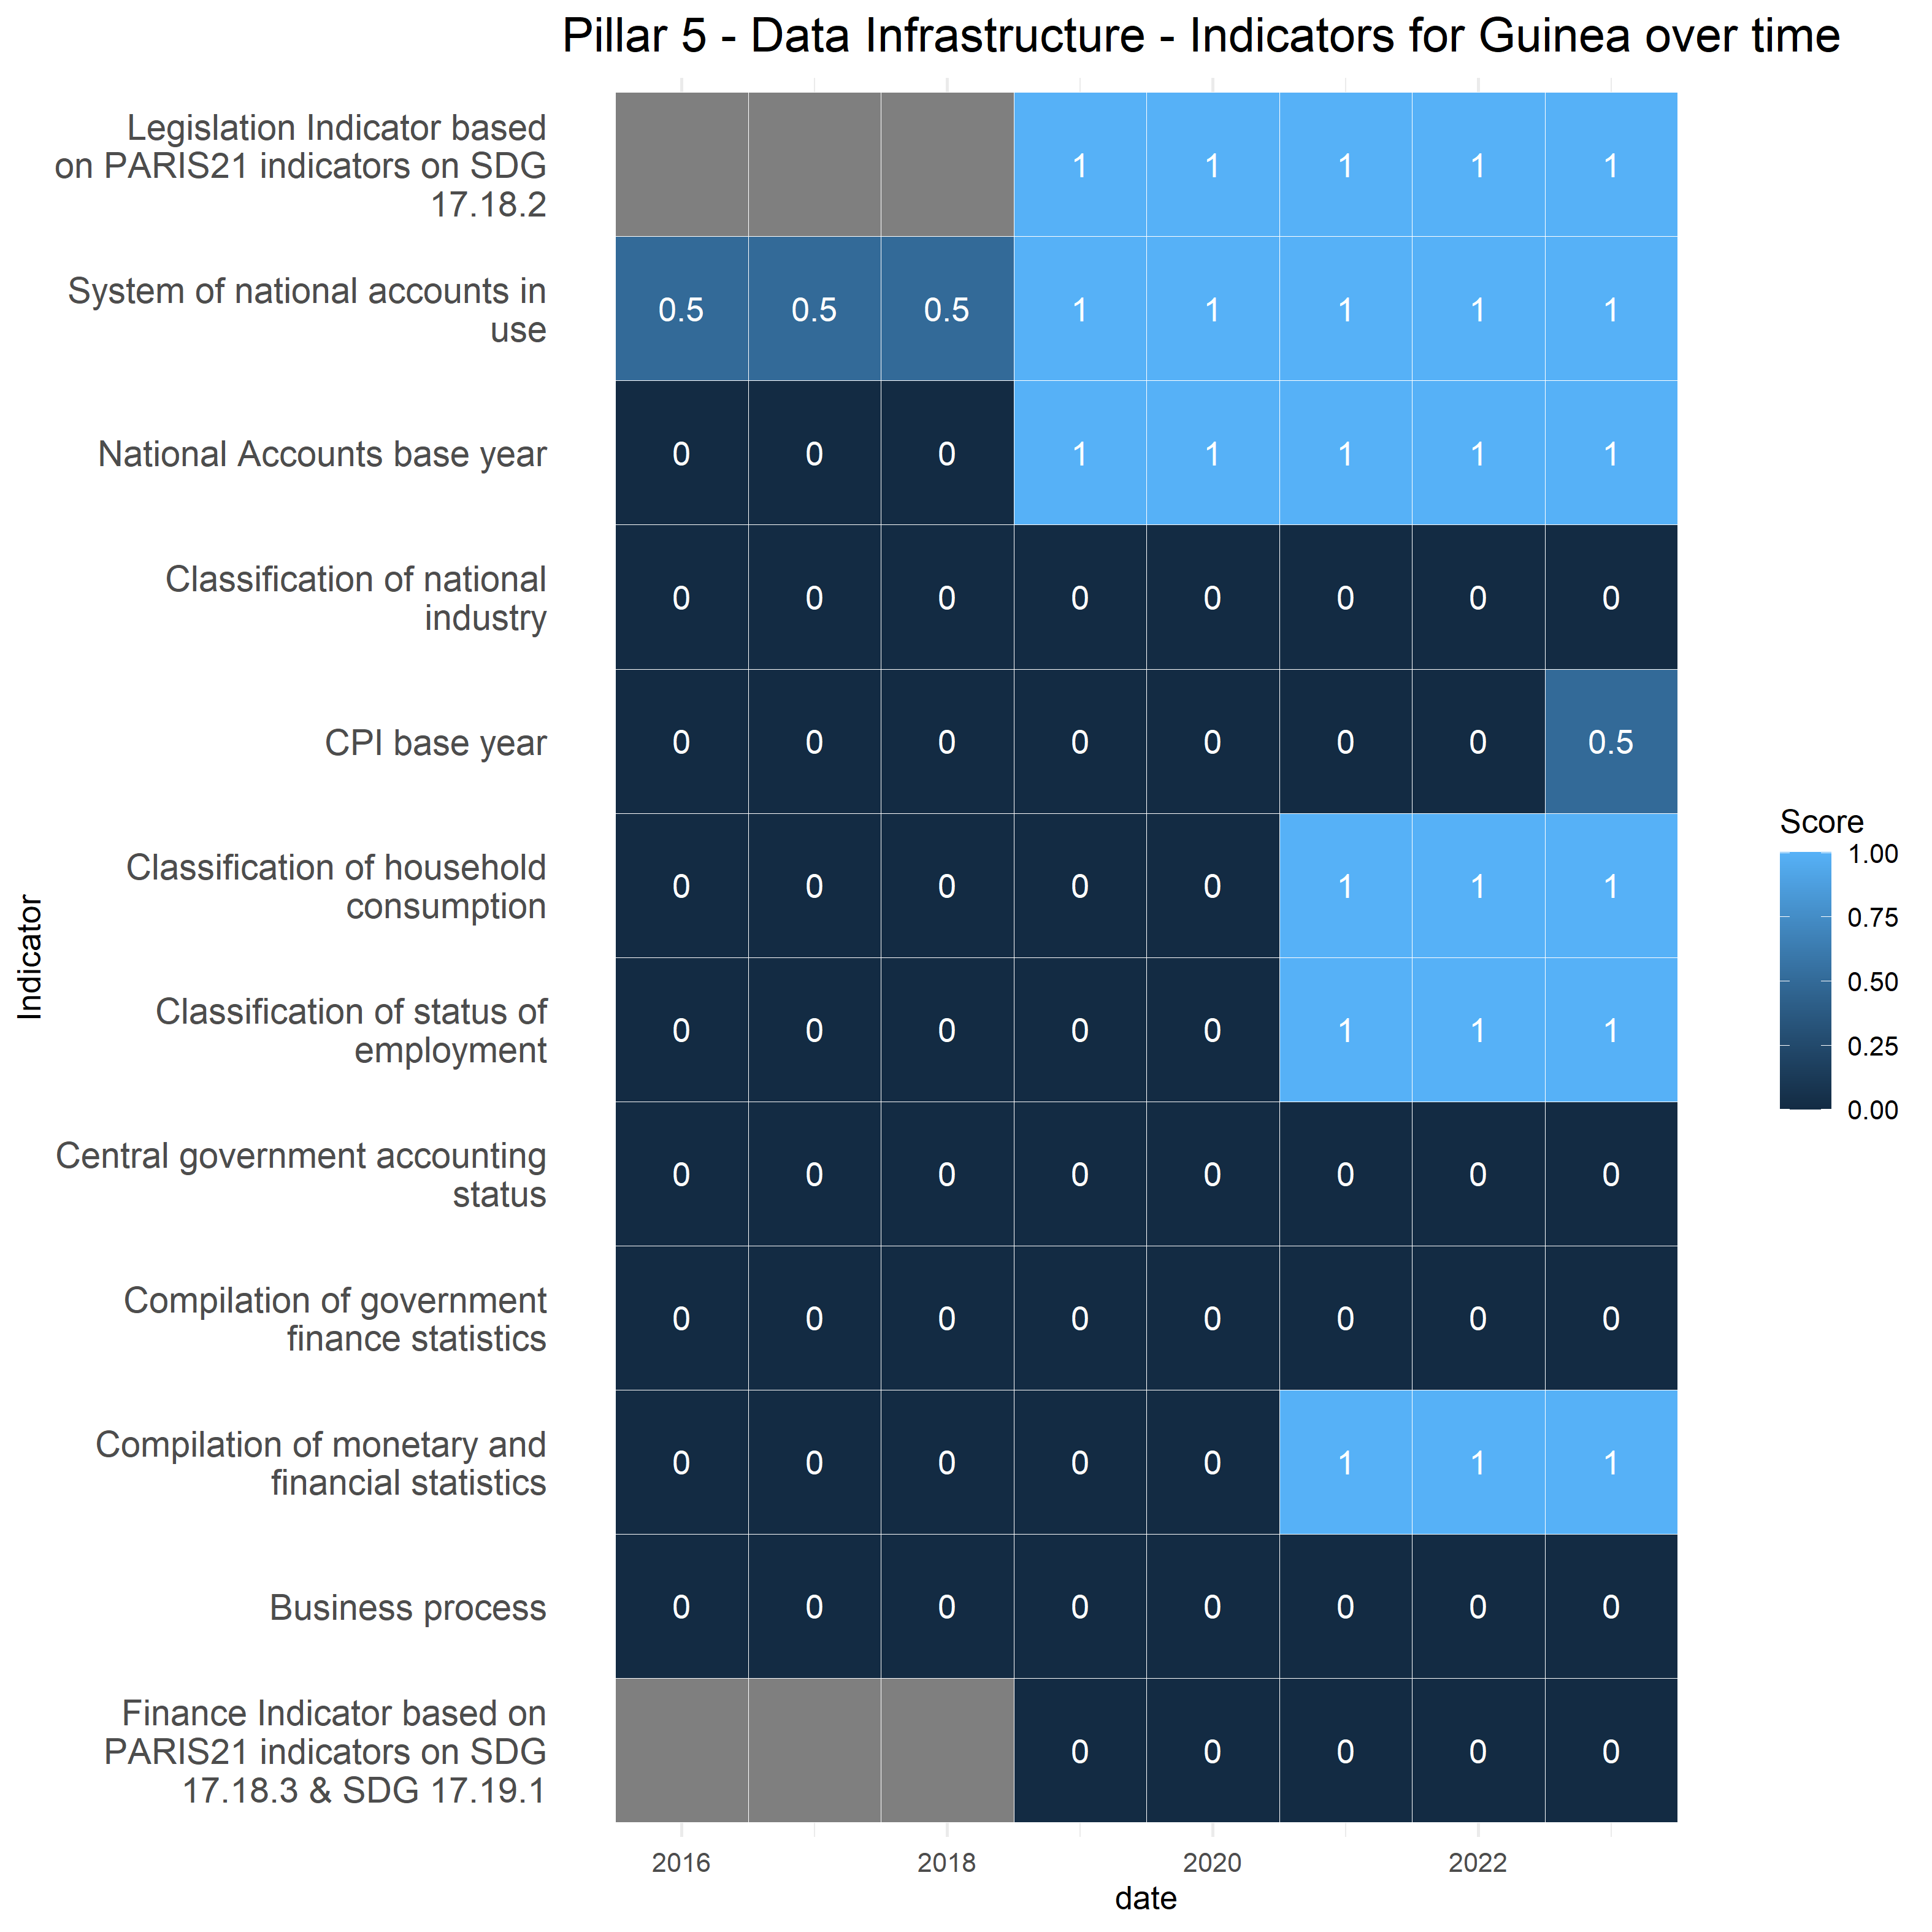 Pillar 5 - Data Infrastructure - Indicators for Guinea over time
Legislation Indicator based
on PARIS21 indicators on SDG
17.18.2
1 1 1 1 1
System of national accounts in
use
0.5 0.5 0.5 1 1 1 1 1
National Accounts base year
0 0 0 1 1 1 1 1
Classification of national
industry
0 0 0 0 0 0 0 0
CPI base year
0 0 0 0 0 0 0 0.5
Classification of household
consumption
0 0 0 0 0 1 1 1
Classification of status of
employment
0 0 0 0 0 1 1 1
Central government accounting
status
0 0 0 0 0 0 0 0
Compilation of government
finance statistics
0 0 0 0 0 0 0 0
Compilation of monetary and
financial statistics
0 0 0 0 0 1 1 1
Business process
0 0 0 0 0 0 0 0
Finance Indicator based on
PARIS21 indicators on SDG
17.18.3 & SDG 17.19.1
0 0 0 0 0
2016 2018 2020 2022
date
Indicator
Score
1.00
0.75
0.50
0.25
0.00